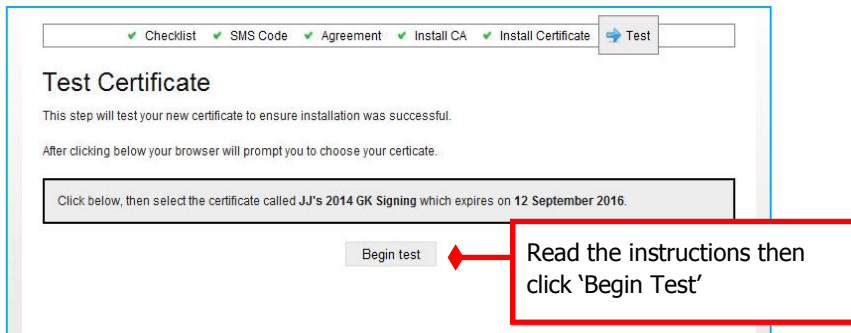 Checklist SMS Code Agreement Install CA Install Certificate Test
Test Certificate
This step will test your new certificate to ensure installation was successful.
After clicking below your browser will prompt you to choose your certicate.
Click below, then select the certificate called JJ's 2014 GK Signing which expires on 12 September 2016.
Begin test
Read the instructions then
click ‘Begin Test’